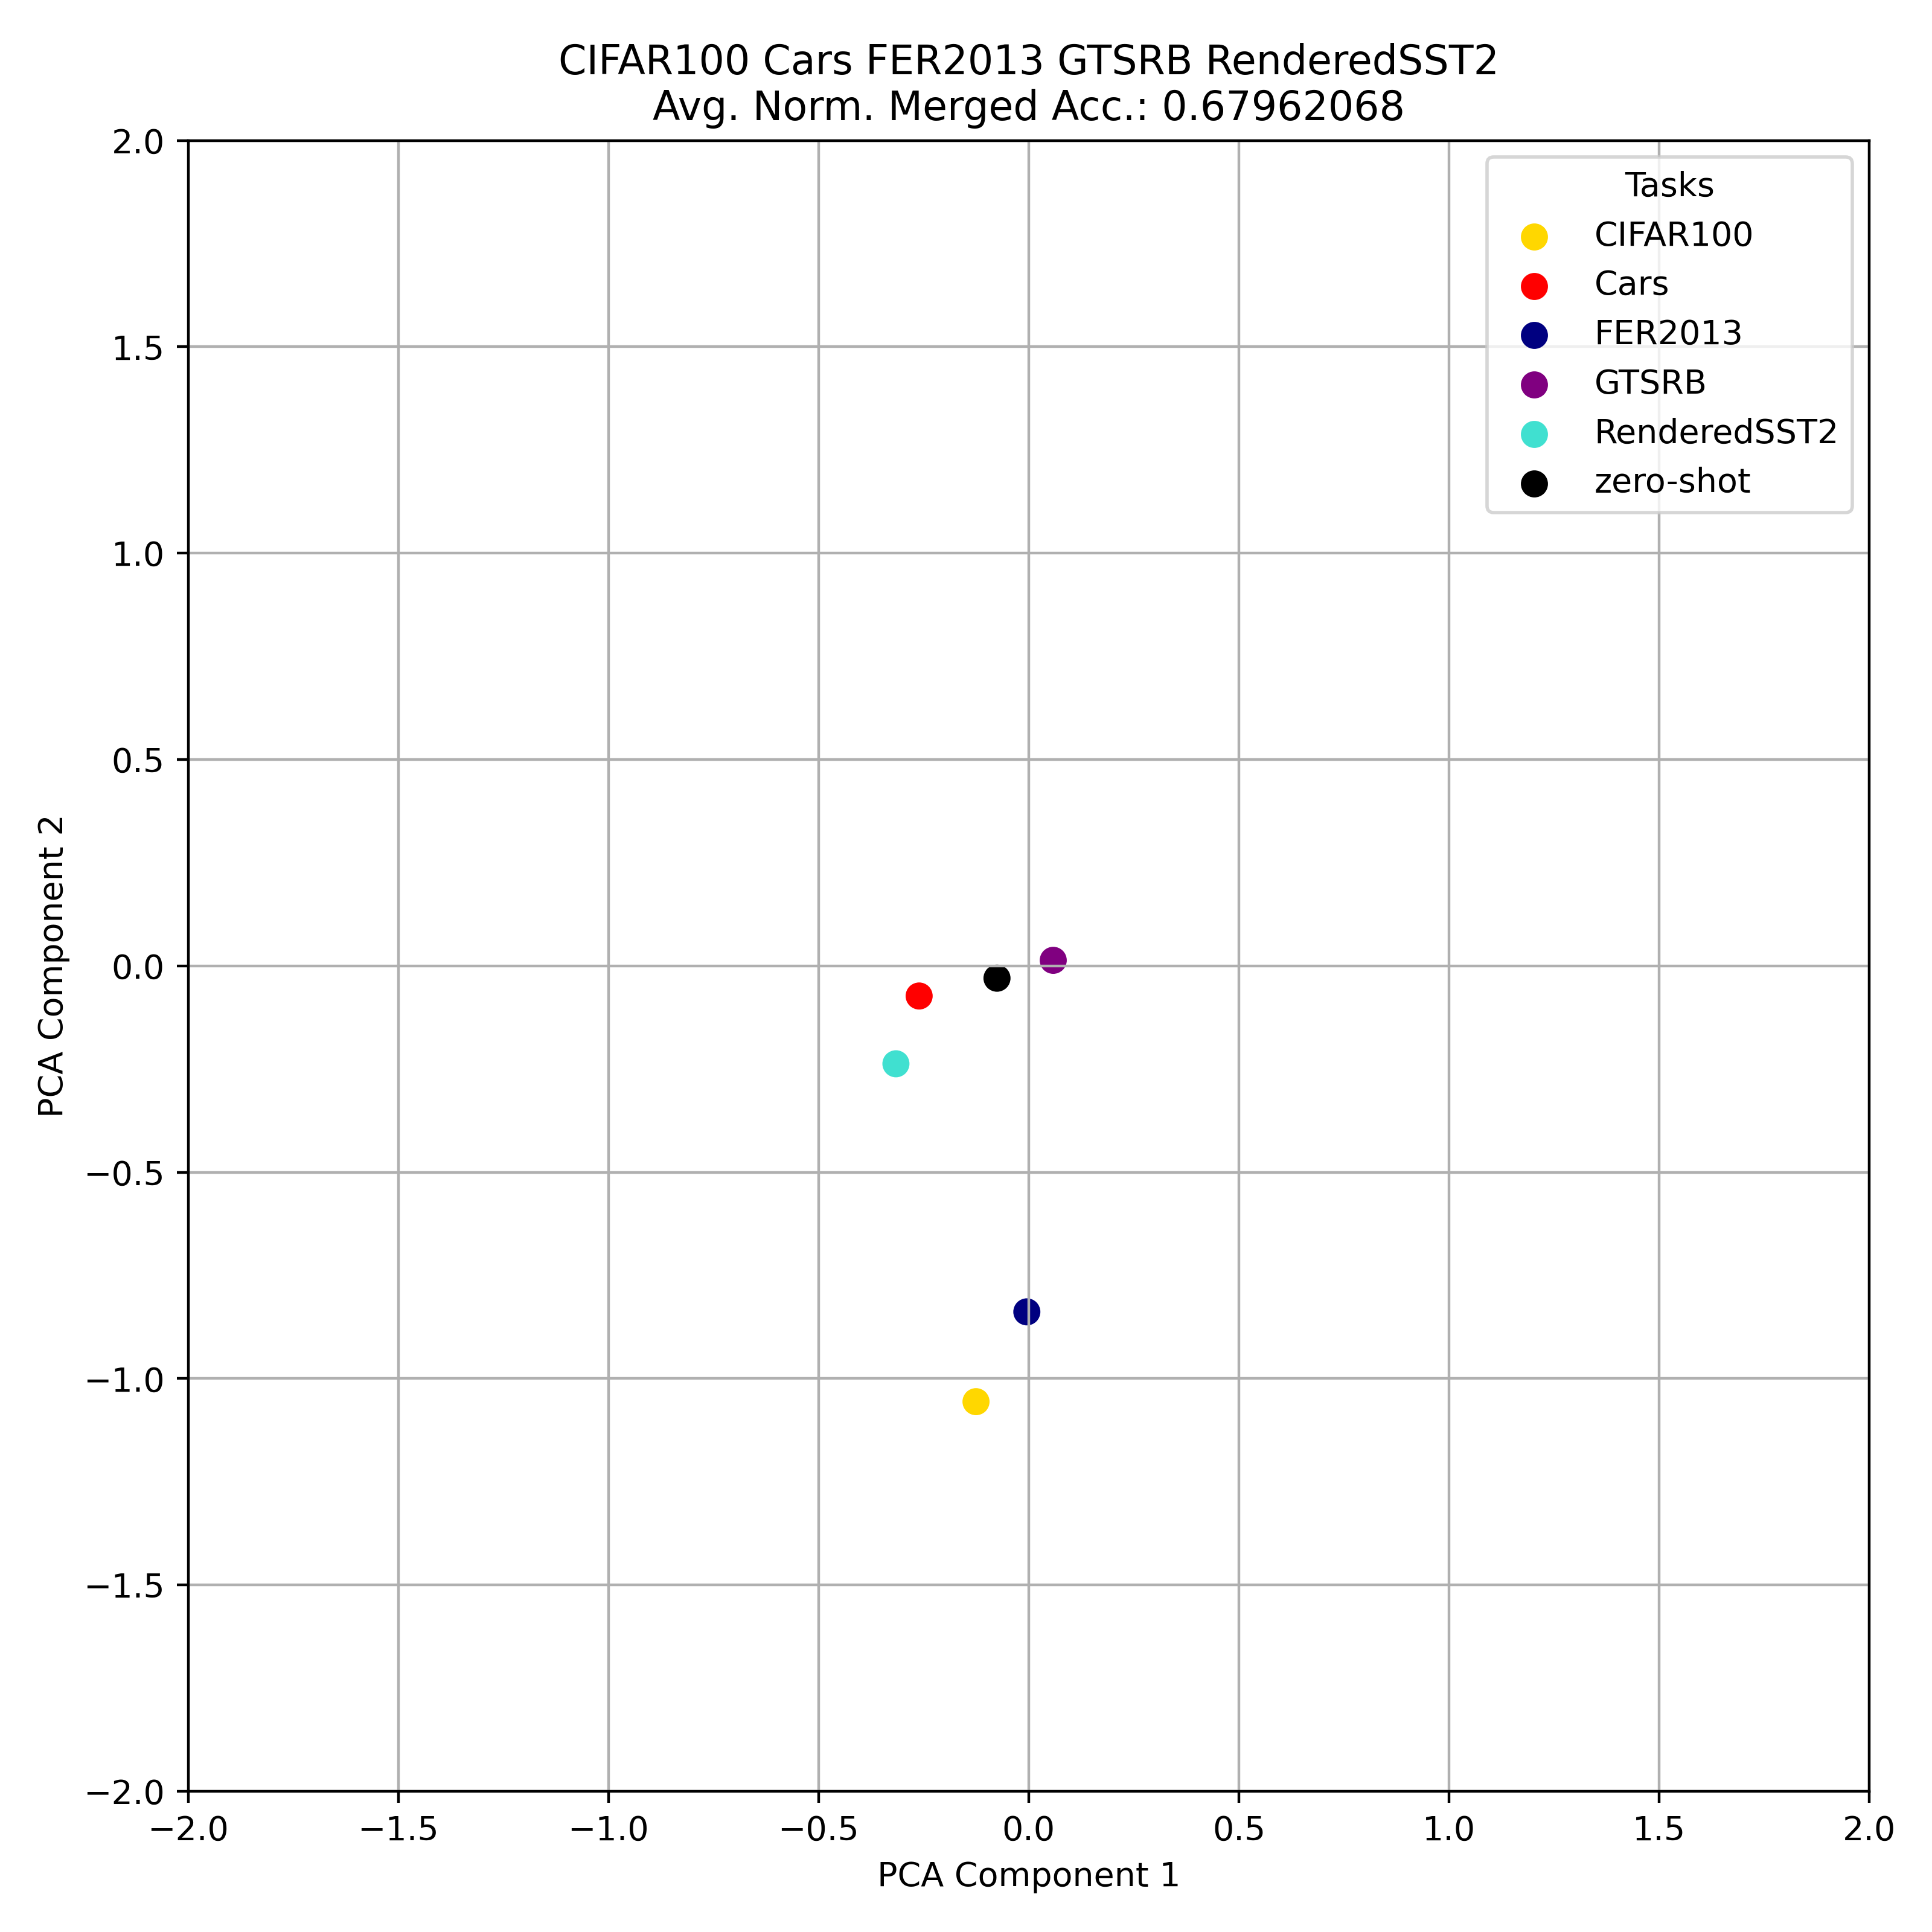 CIFAR100 Cars FER2013 GTSRB RenderedSST2
Avg. Norm. Merged Acc.: 0.67962068
Tasks
CIFAR100
Cars
FER2013
GTSRB
RenderedSST2
zero-shot
2.0
1.5
1.0
0.5
0.0
−0.5
−1.0
−1.5
−2.0
PCA Component 2
−2.0 −1.5 −1.0 −0.5 0.0 0.5 1.0 1.5 2.0
PCA Component 1